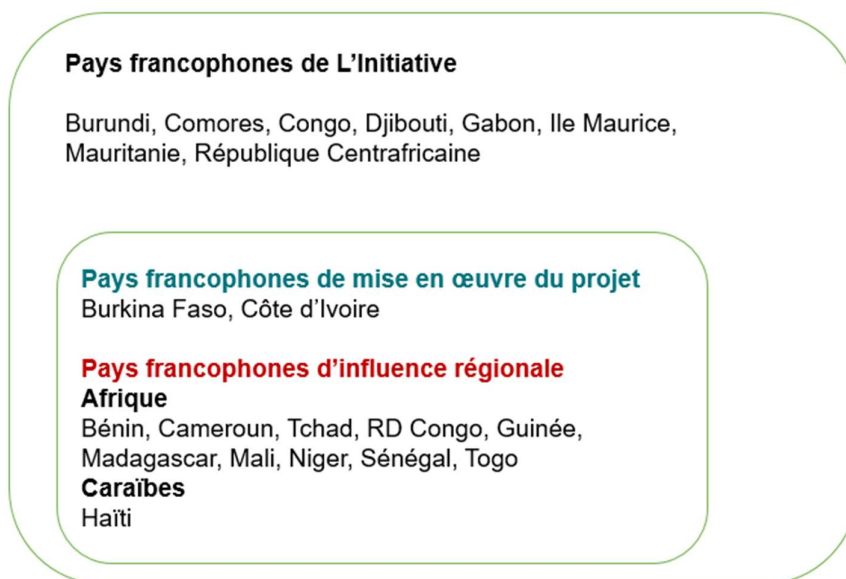 Pays francophones de L’Initiative
Burundi, Comores, Congo, Djibouti, Gabon, Ile Maurice,
Mauritanie, République Centrafricaine
Pays francophones de mise en œuvre du projet
Burkina Faso, Côte d’Ivoire
Pays francophones d’influence régionale
Afrique
Bénin, Cameroun, Tchad, RD Congo, Guinée,
Madagascar, Mali, Niger, Sénégal, Togo
Caraïbes
Haïti